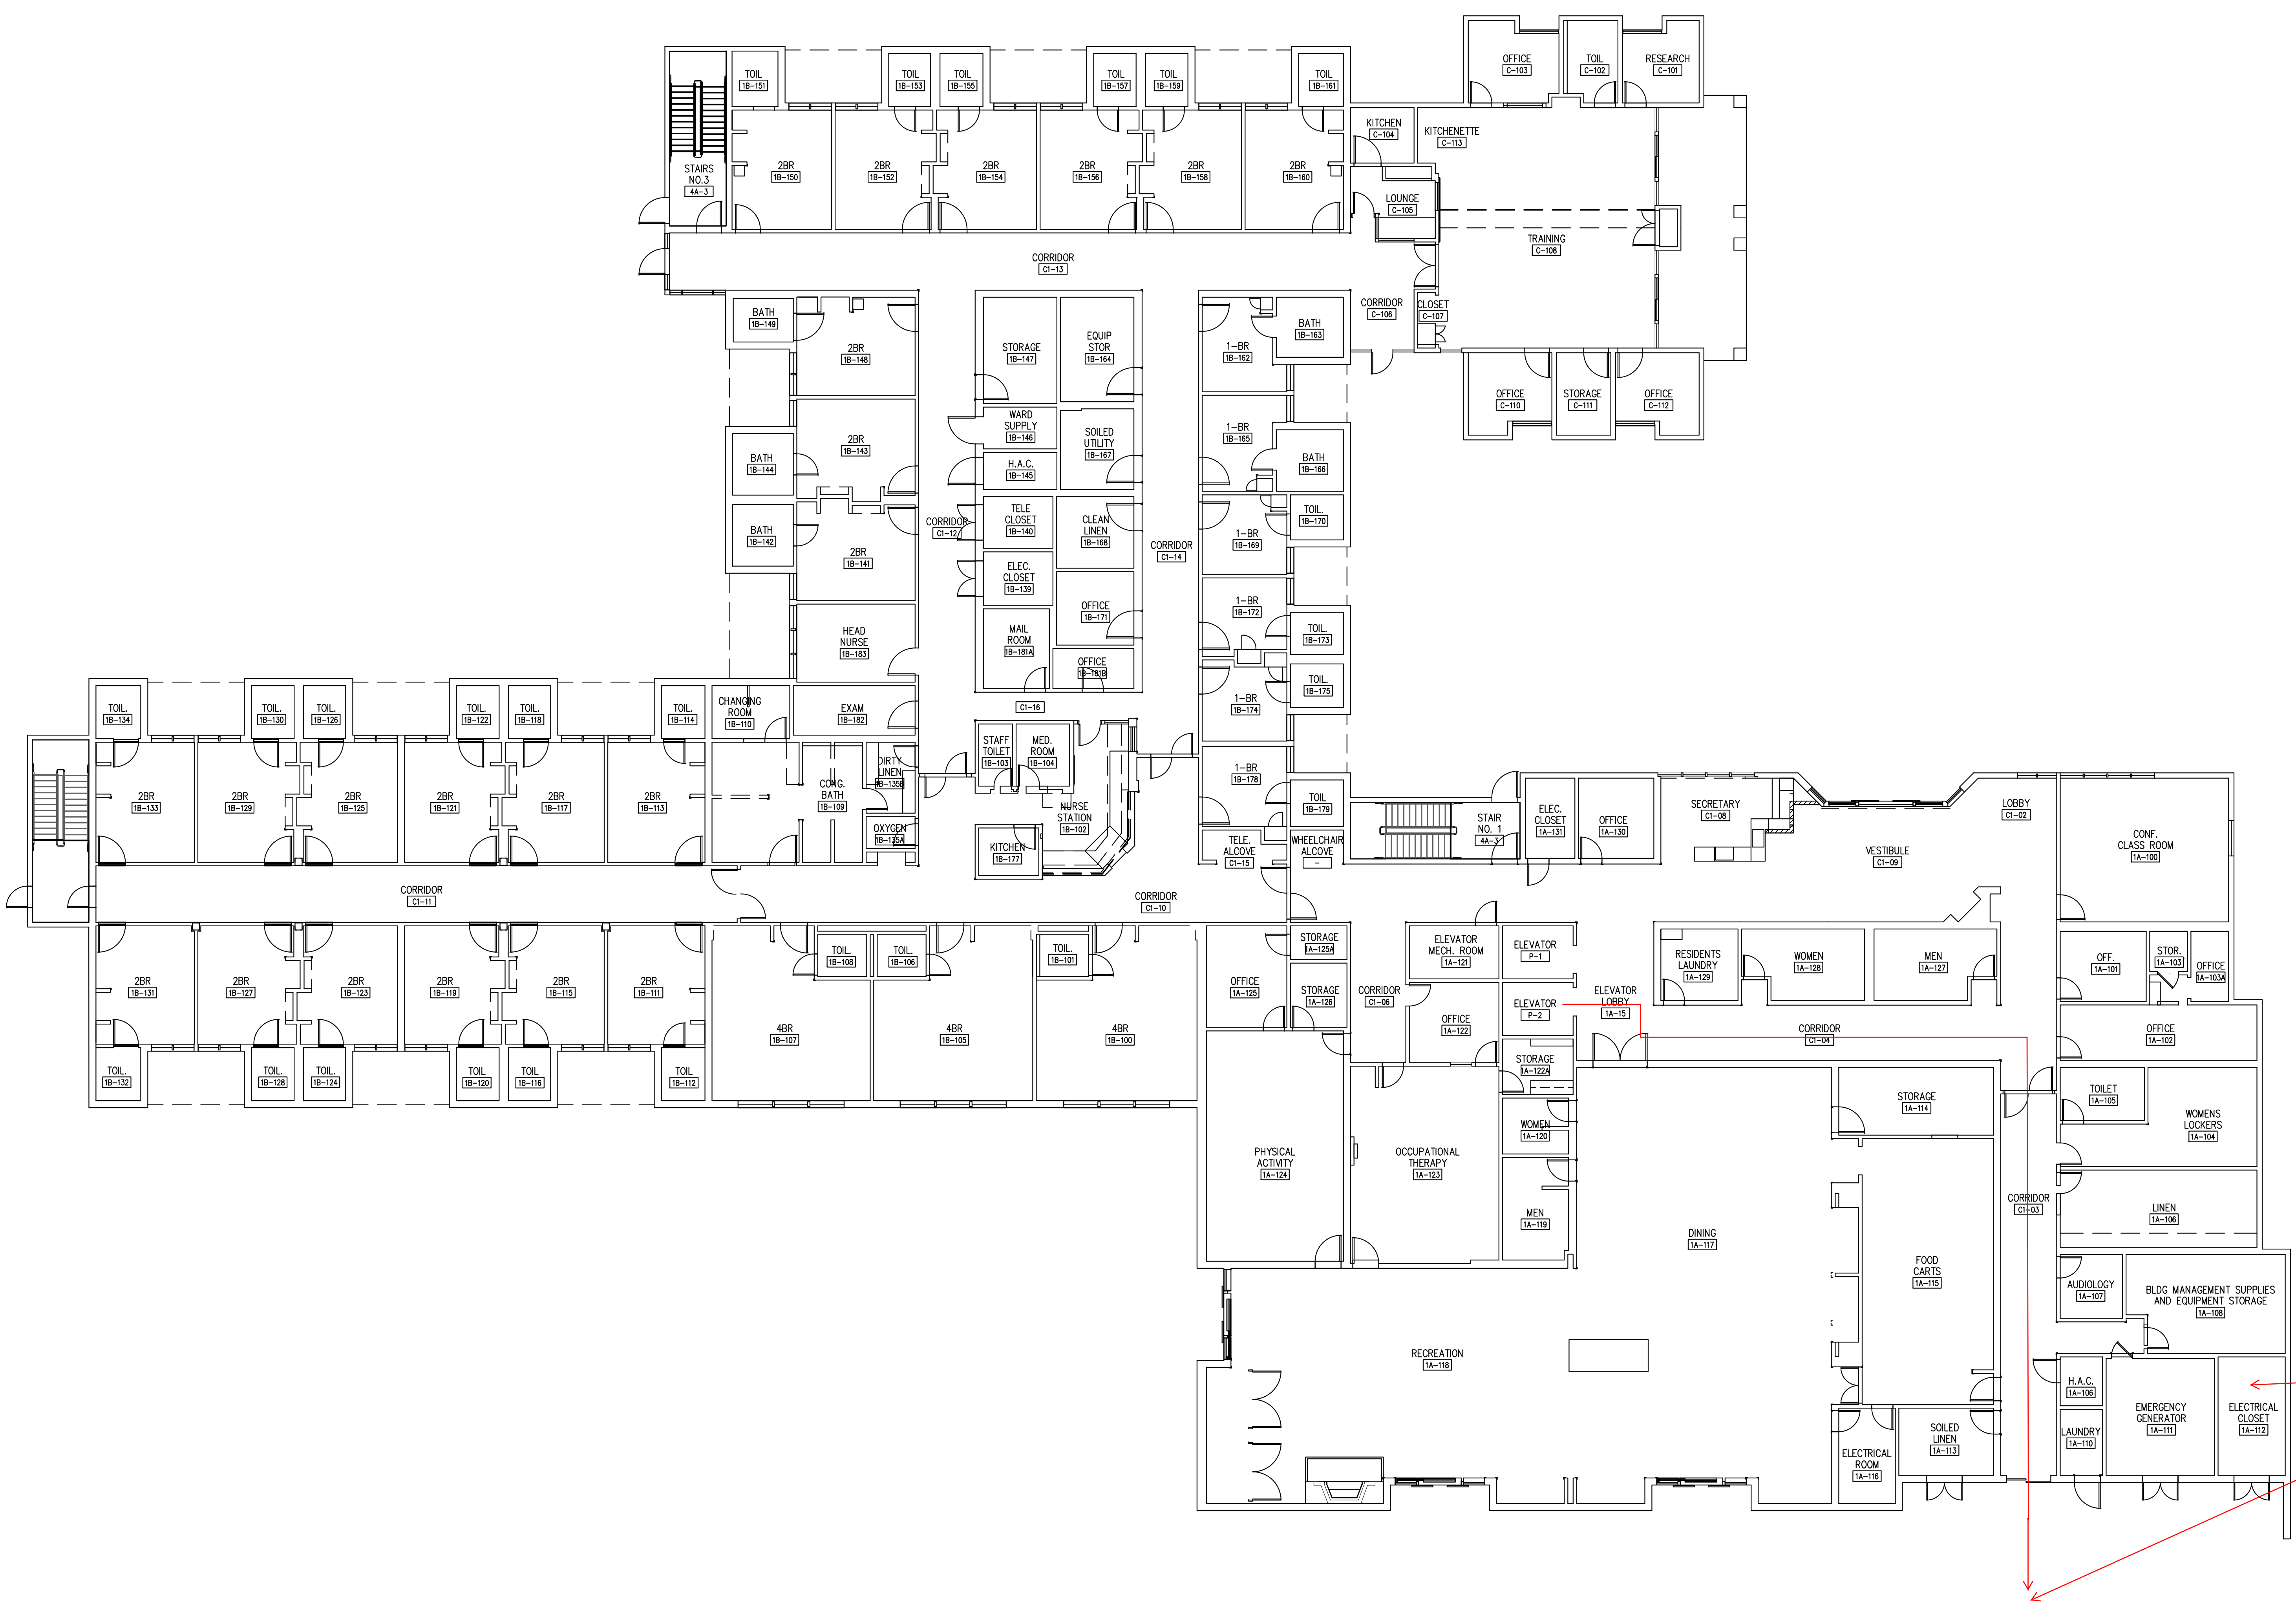 OFFICE
C-103
TOIL
C-102
RESEARCH
C-101
TOIL
1B-151
TOIL
1B-153
TOIL
1B-155
TOIL
1B-157
TOIL
1B-159
TOIL
1B-161
KITCHEN
C-104
KITCHENETTE
C-113
STAIRS
NO.3
4A-3
2BR
1B-150
2BR
1B-152
2BR
1B-154
2BR
1B-156
2BR
1B-158
2BR
1B-160
LOUNGE
C-105
TRAINING
C-108
CORRIDOR
C1-13
CORRIDOR
C-106
CLOSET
C-107
BATH
1B-149
2BR
1B-148
STORAGE
1B-147
EQUIP
STOR
1B-164
1-BR
1B-162
BATH
1B-163
OFFICE
C-110
STORAGE
C-111
OFFICE
C-112
BATH
1B-144
2BR
1B-143
WARD
SUPPLY
1B-146
SOILED
UTILITY
1B-167
1-BR
1B-165
BATH
1B-166
H.A.C.
1B-145
BATH
1B-142
2BR
1B-141
CORRIDOR
C1-12
TELE
CLOSET
1B-140
CLEAN
LINEN
1B-168
CORRIDOR
C1-14
1-BR
1B-169
TOIL.
1B-170
ELEC.
CLOSET
1B-139
OFFICE
1B-171
1-BR
1B-172
TOIL.
1B-173
HEAD
NURSE
1B-183
MAIL
ROOM
1B-181A
OFFICE
1B-181B
1-BR
1B-174
TOIL.
1B-175
TOIL.
1B-134
TOIL.
1B-130
TOIL.
1B-126
TOIL.
1B-122
TOIL.
1B-118
TOIL.
1B-114
CHANGING
ROOM
1B-110
EXAM
1B-182
C1-16
STAFF
TOILET
1B-103
MED.
ROOM
1B-104
2BR
1B-133
2BR
1B-129
2BR
1B-125
2BR
1B-121
2BR
1B-117
2BR
1B-113
CONG.
BATH
1B-109
DIRTY
LINEN
1B-135B
OXYGEN
1B-135A
NURSE
STATION
1B-102
KITCHEN
1B-177
1-BR
1B-178
TOIL
1B-179
TELE.
ALCOVE
C1-15
WHEELCHAIR
ALCOVE
-
STAIR
NO. 1
4A-3
ELEC.
CLOSET
1A-131
OFFICE
1A-130
SECRETARY
C1-08
LOBBY
C1-02
VESTIBULE
C1-09
CONF.
CLASS ROOM
1A-100
CORRIDOR
C1-11
CORRIDOR
C1-10
2BR
1B-131
2BR
1B-127
2BR
1B-123
2BR
1B-119
2BR
1B-115
2BR
1B-111
TOIL.
1B-108
TOIL.
1B-106
TOIL.
1B-101
4BR
1B-107
4BR
1B-105
4BR
1B-100
OFFICE
1A-125
STORAGE
1A-125A
STORAGE
1A-126
CORRIDOR
C1-06
ELEVATOR
MECH. ROOM
1A-121
ELEVATOR
P-1
OFFICE
1A-122
ELEVATOR
P-2
ELEVATOR
LOBBY
1A-15
RESIDENTS
LAUNDRY
1A-129
WOMEN
1A-128
MEN
1A-127
OFF.
1A-101
STOR.
1A-103
OFFICE
1A-103A
CORRIDOR
C1-04
OFFICE
1A-102
TOIL.
1B-132
TOIL.
1B-128
TOIL.
1B-124
TOIL
1B-120
TOIL
1B-116
TOIL
1B-112
STORAGE
1A-122A
STORAGE
1A-114
TOILET
1A-105
WOMENS
LOCKERS
1A-104
PHYSICAL
ACTIVITY
1A-124
OCCUPATIONAL
THERAPY
1A-123
WOMEN
1A-120
MEN
1A-119
DINING
1A-117
CORRIDOR
C1-03
LINEN
1A-106
FOOD
CARTS
1A-115
AUDIOLOGY
1A-107
BLDG MANAGEMENT SUPPLIES
AND EQUIPMENT STORAGE
1A-108
RECREATION
1A-118
H.A.C.
1A-106
EMERGENCY
GENERATOR
1A-111
ELECTRICAL
CLOSET
1A-112
LAUNDRY
1A-110
ELECTRICAL
ROOM
1A-116
SOILED
LINEN
1A-113